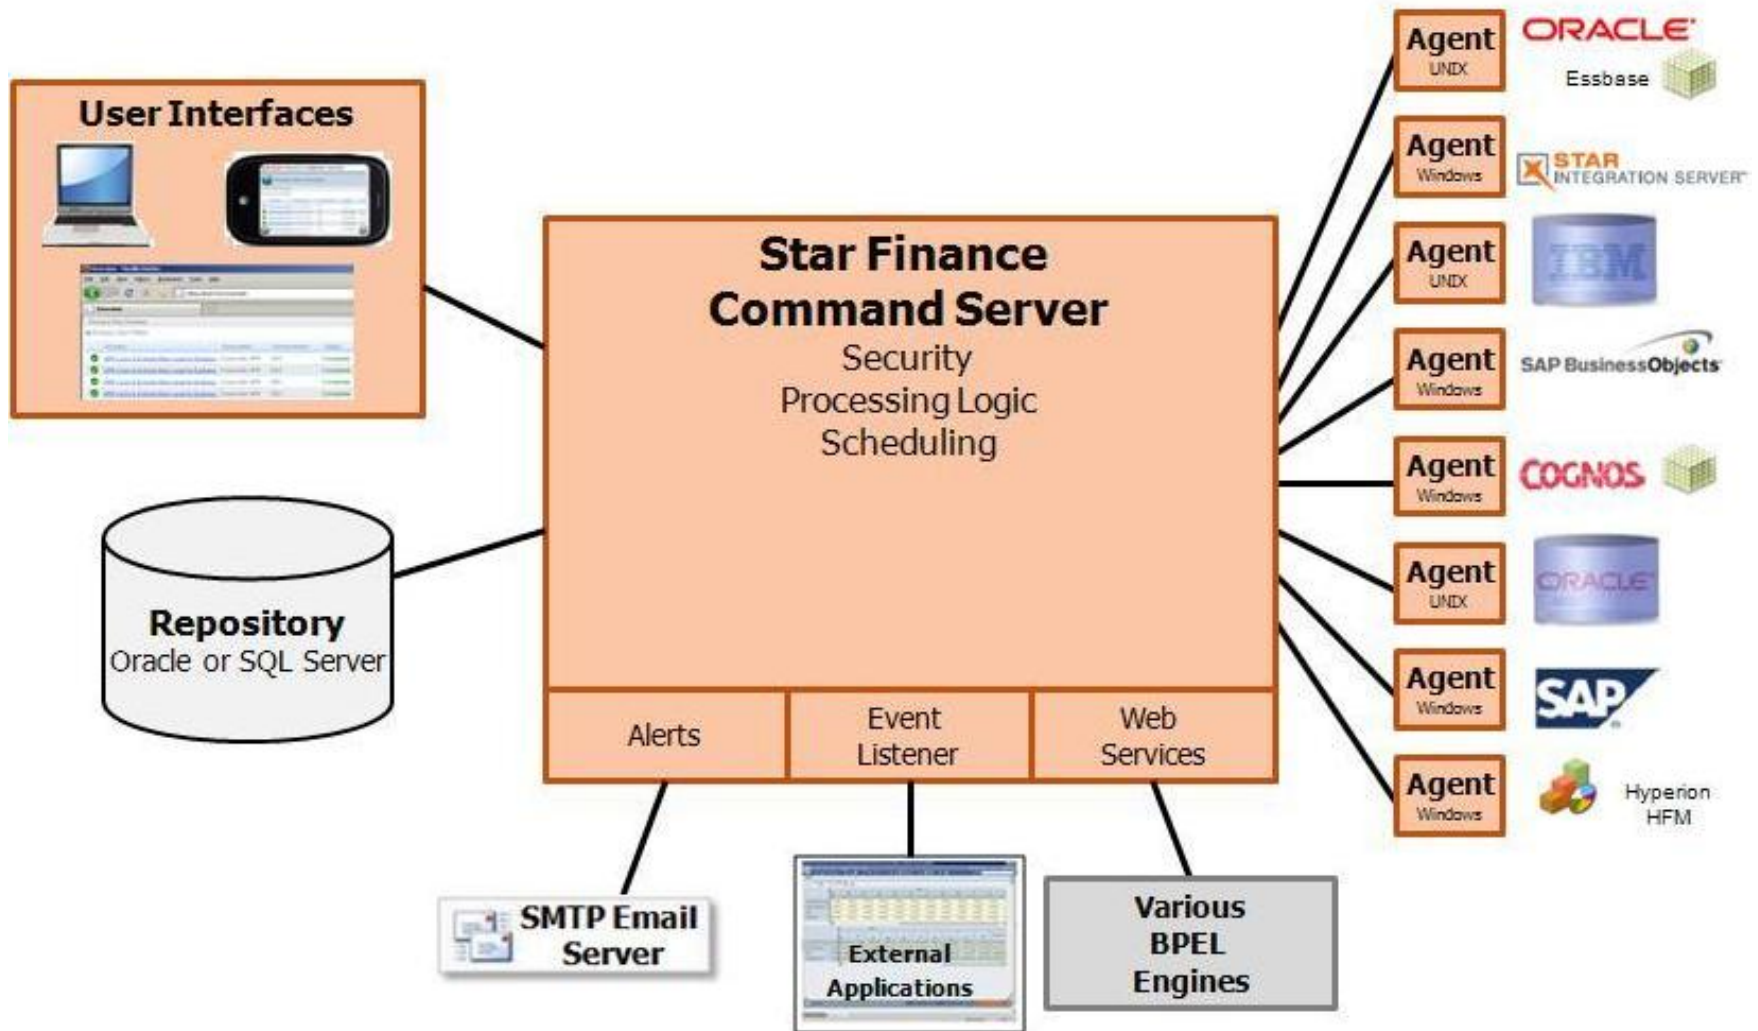 User Interfaces
Star Finance
Command Server
Security
Processing Logic
Scheduling
Alerts
Event
Listener
Web
Services
Repository
Oracle or SQL Server
SMTP Email
Server
External
Applications
Various
BPEL
Engines
Agent
UNIX
ORACLE
Essbase
Agent
Windows
STAR
INTEGRATION SERVER™
Agent
UNIX
IBM
Agent
Windows
SAP BusinessObjects
Agent
Windows
COGNOS
Agent
UNIX
ORACLE
Agent
Windows
SAP
Agent
Windows
Hyperion
HFM